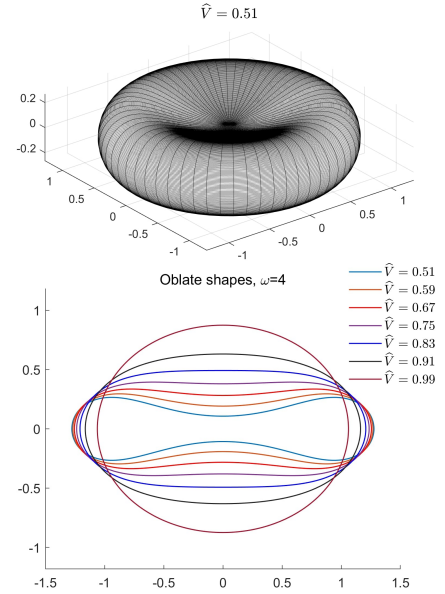 V̂ = 0.51
0.2
0
-0.2
1
0.5
0
-0.5
-1
-1
-0.5
0
0.5
1
Oblate shapes, ω=4
V̂ = 0.51
V̂ = 0.59
V̂ = 0.67
V̂ = 0.75
V̂ = 0.83
V̂ = 0.91
V̂ = 0.99
1
0.5
0
-0.5
-1
-1.5 -1 -0.5 0 0.5 1 1.5